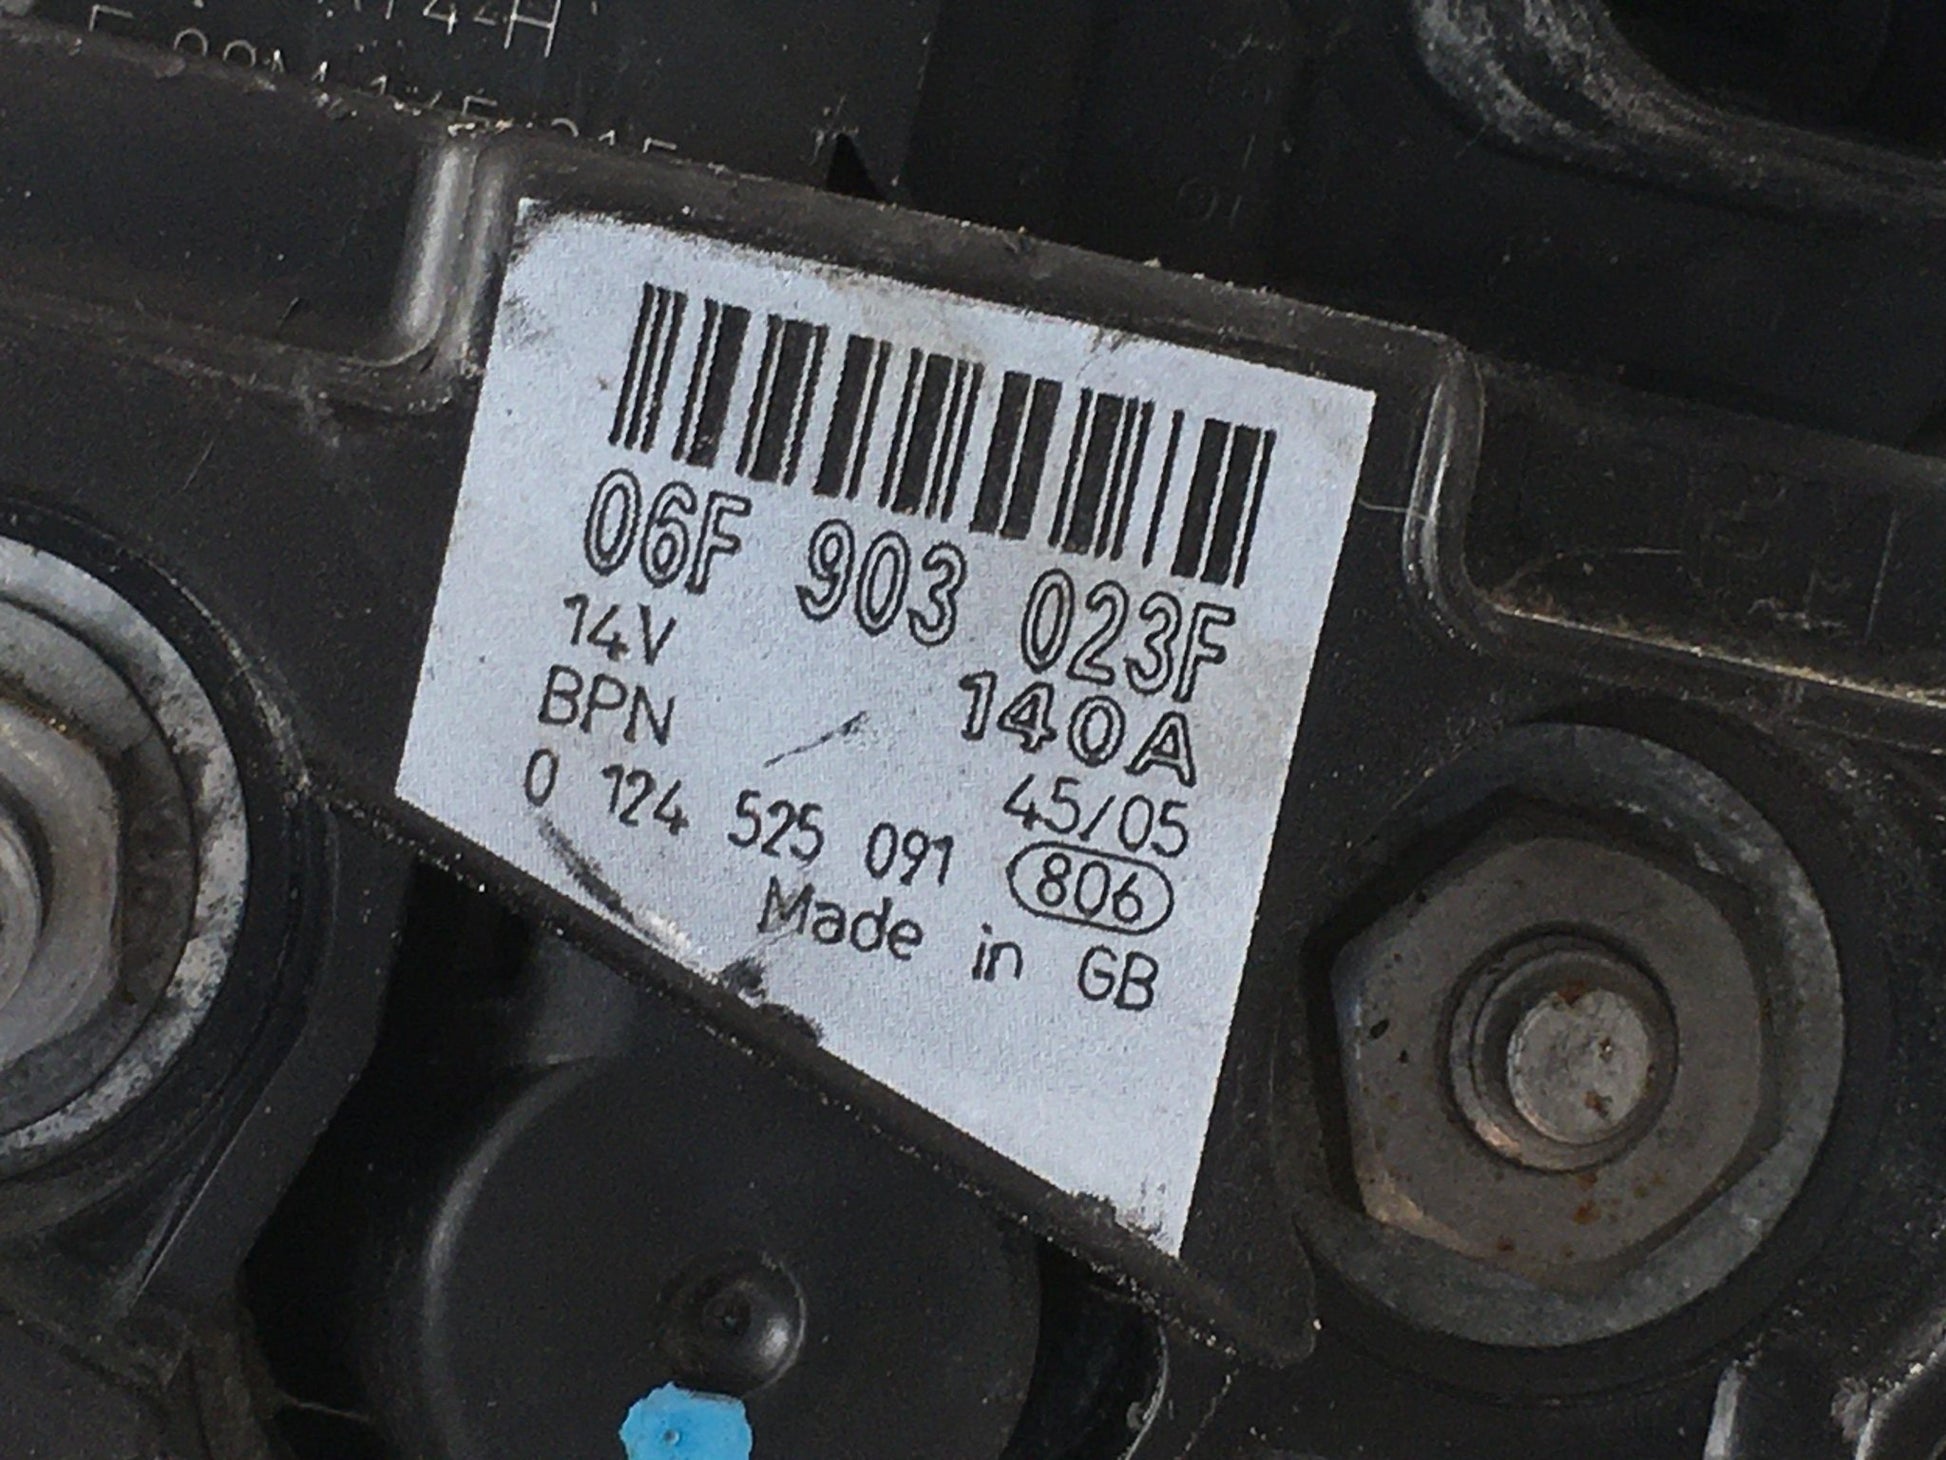 06F 903 023F
14V 140A
BPN 45/05
0 124 525 091 806
Made in GB